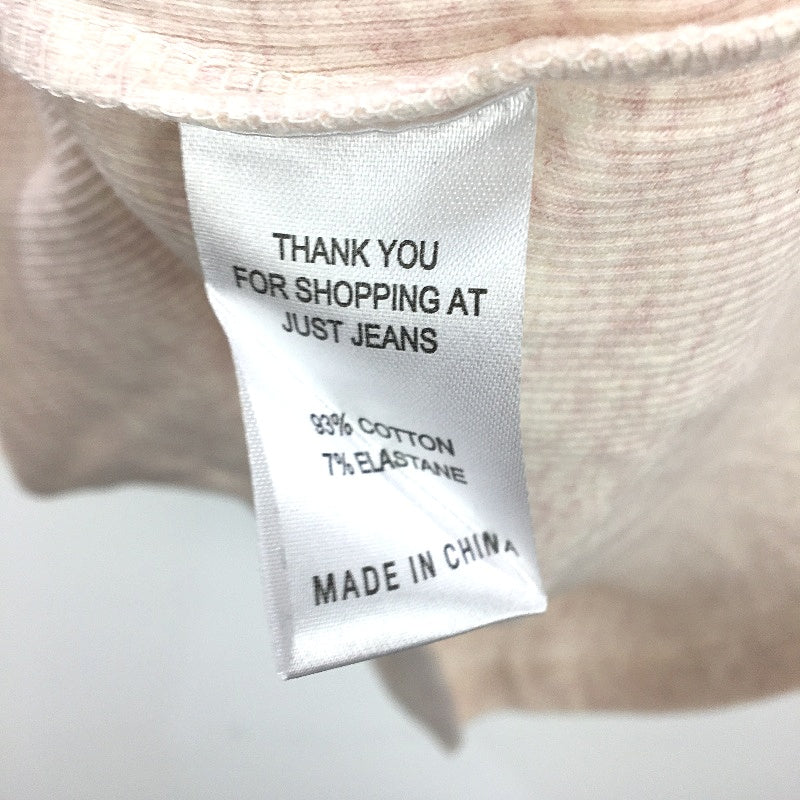 THANK YOU
FOR SHOPPING AT
JUST JEANS
93% COTTON
7% ELASTANE
MADE IN CHINA